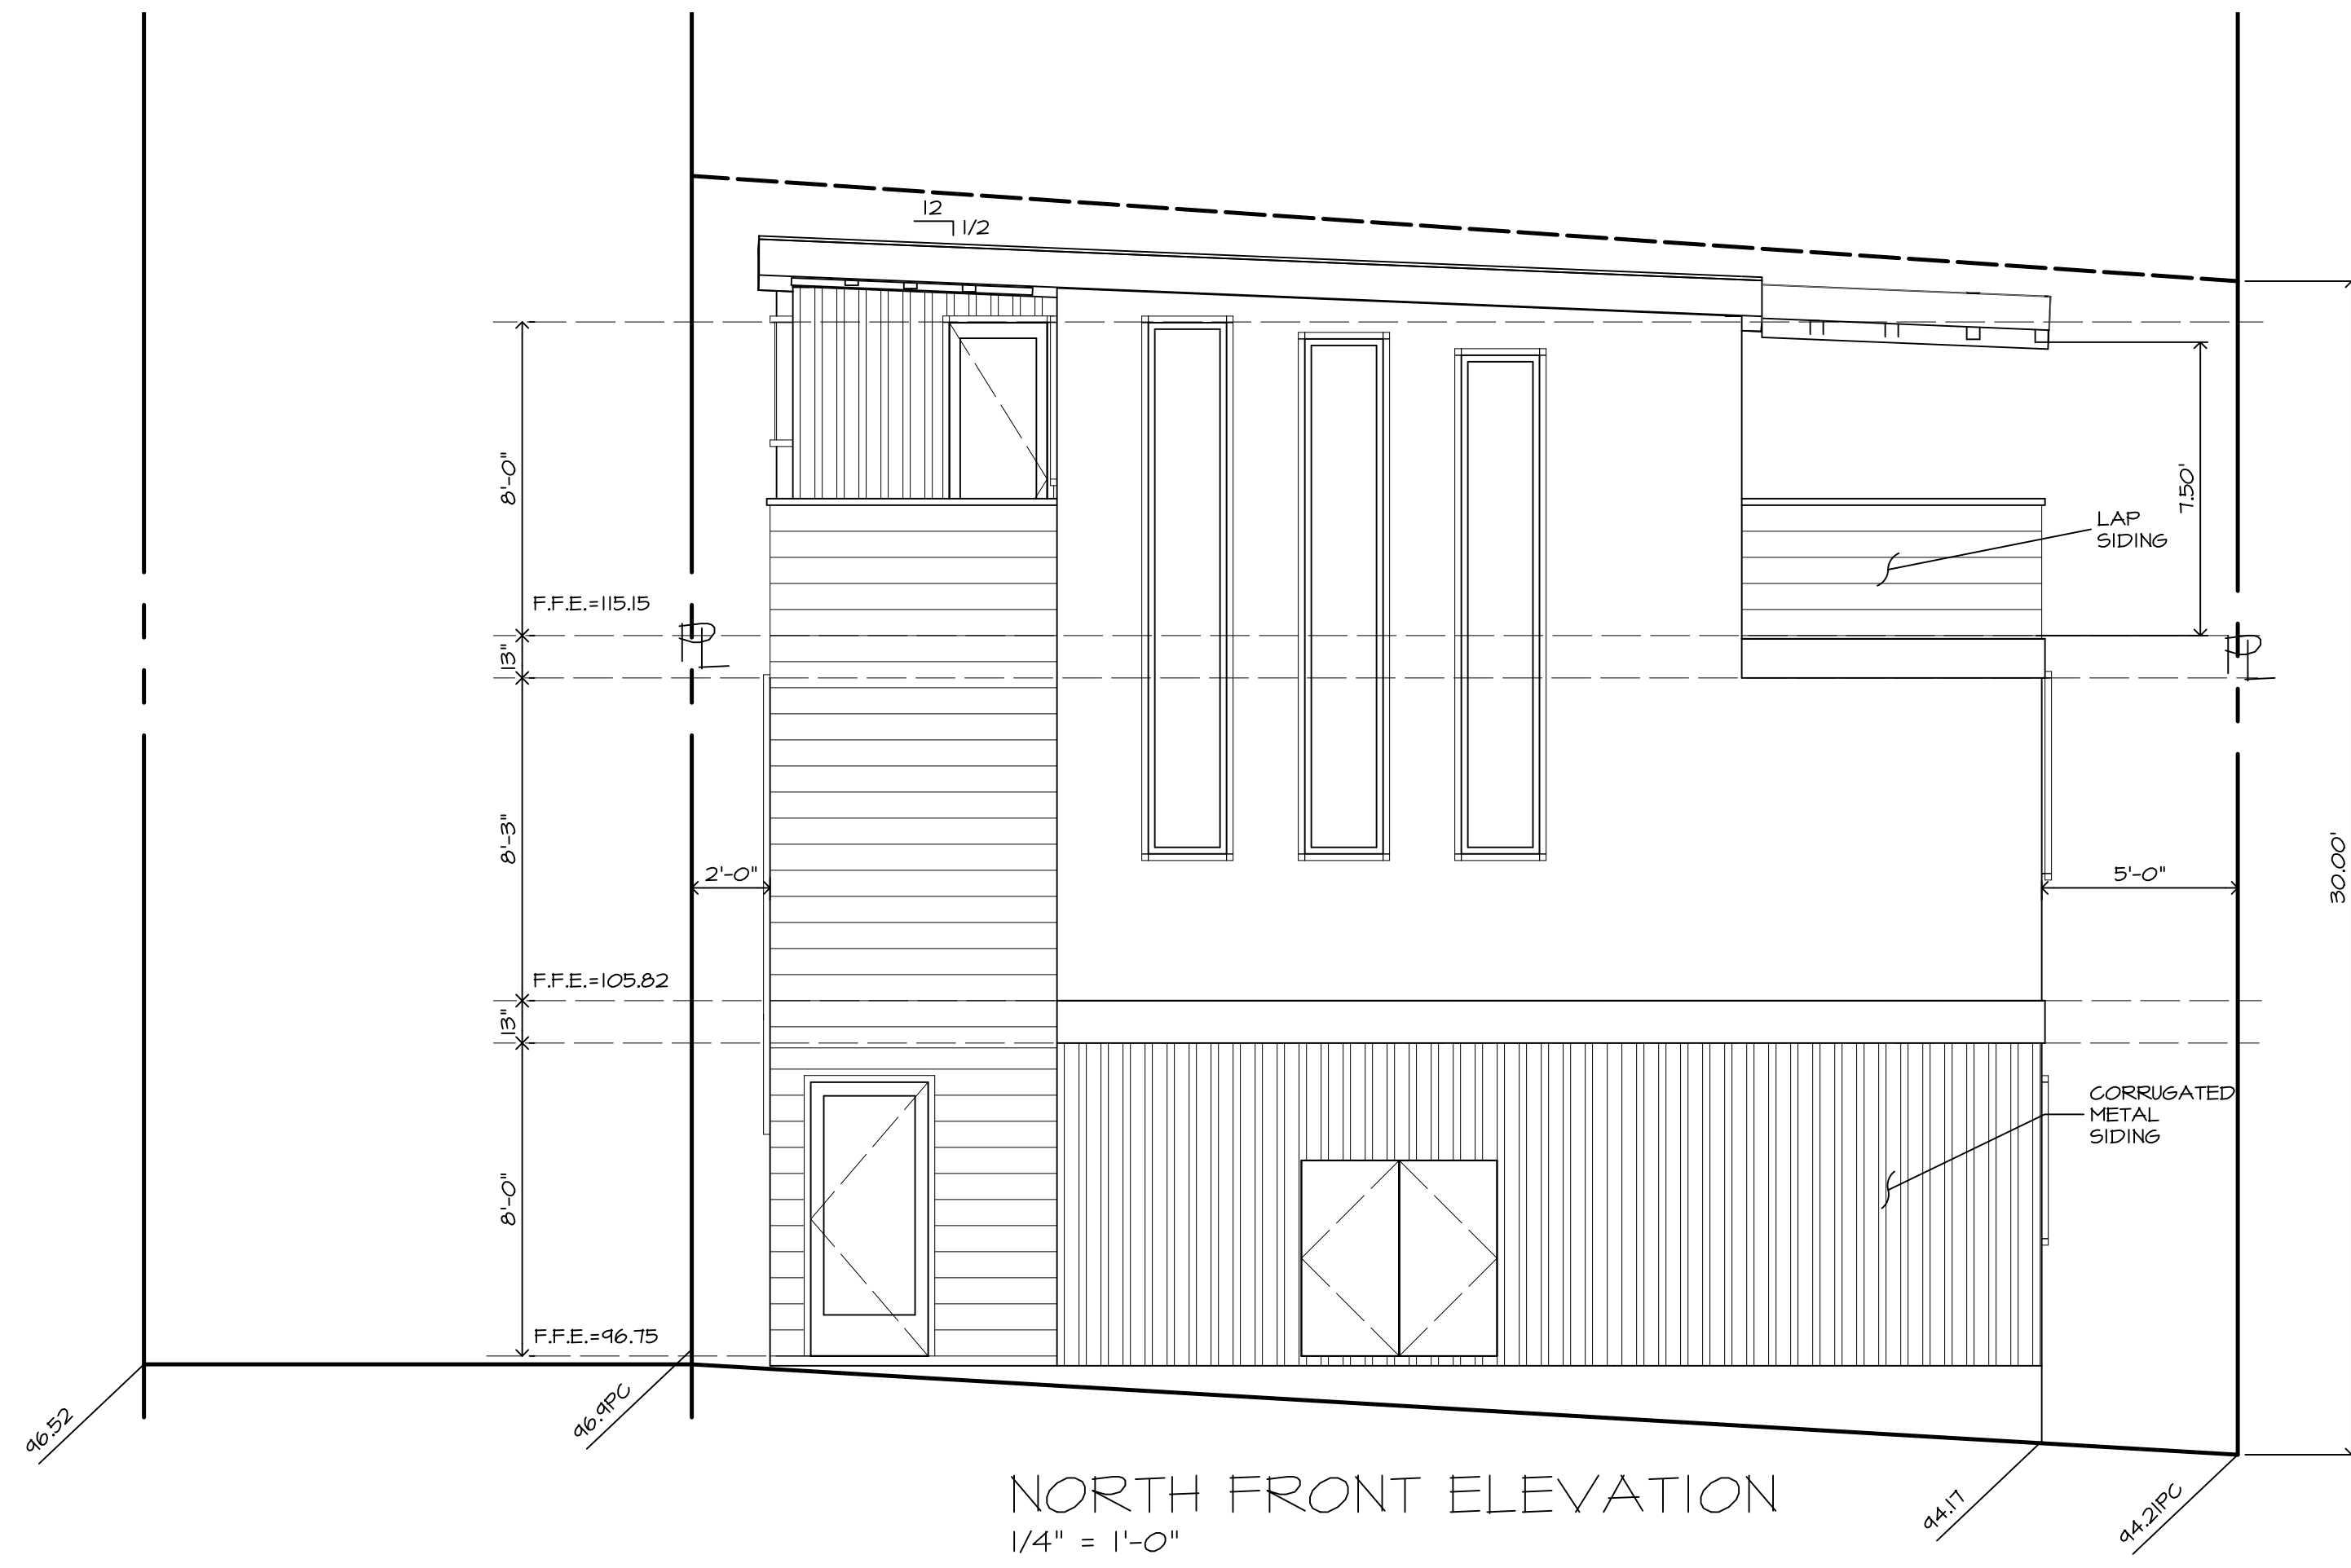 12
1/2
8'-0"
7.50'
LAP
SIDING
F.F.E.=115.15
PL
PL
13"
8'-3"
2'-0"
5'-0"
30.00'
F.F.E.=105.82
13"
CORRUGATED
METAL
SIDING
8'-0"
F.F.E.=96.75
96.52
96.9PC
94.17
94.21PC
NORTH FRONT ELEVATION
1/4" = 1'-0"